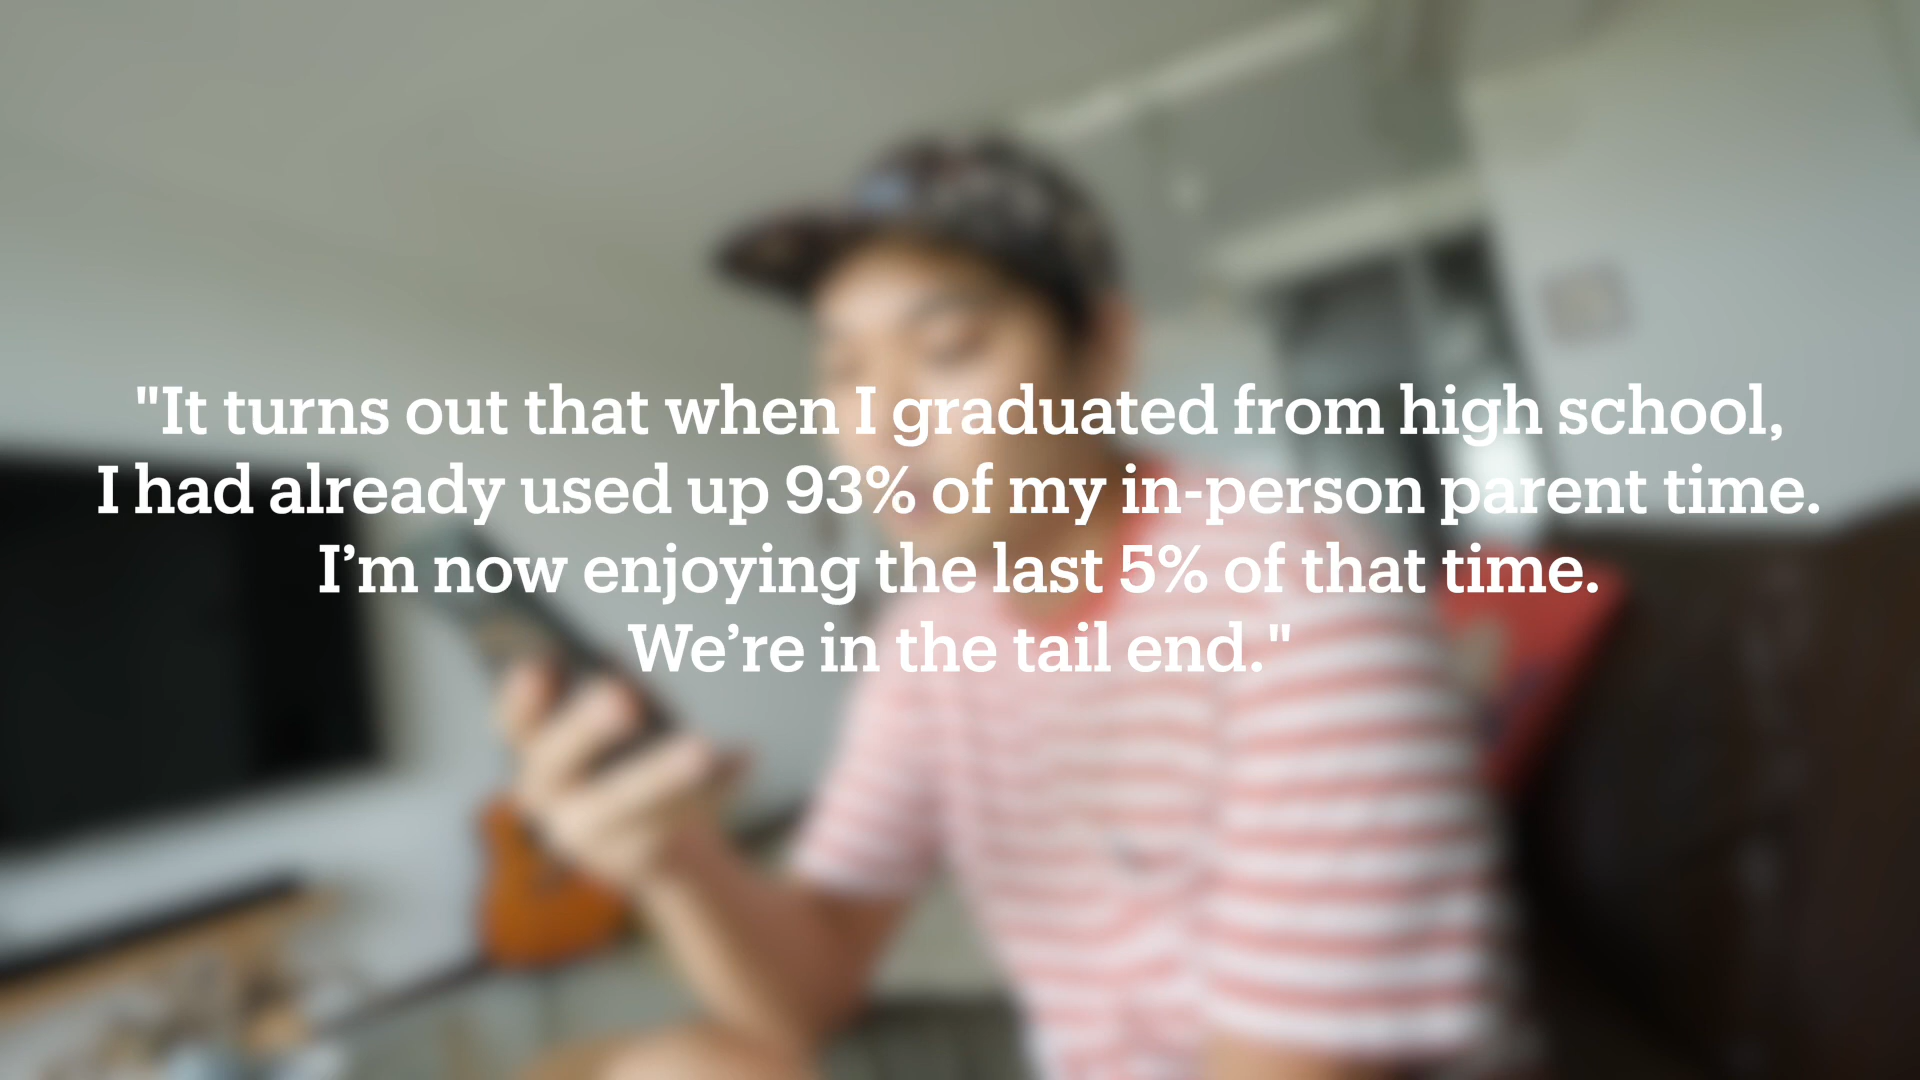 "It turns out that when I graduated from high school,
I had already used up 93% of my in-person parent time.
I’m now enjoying the last 5% of that time.
We’re in the tail end."